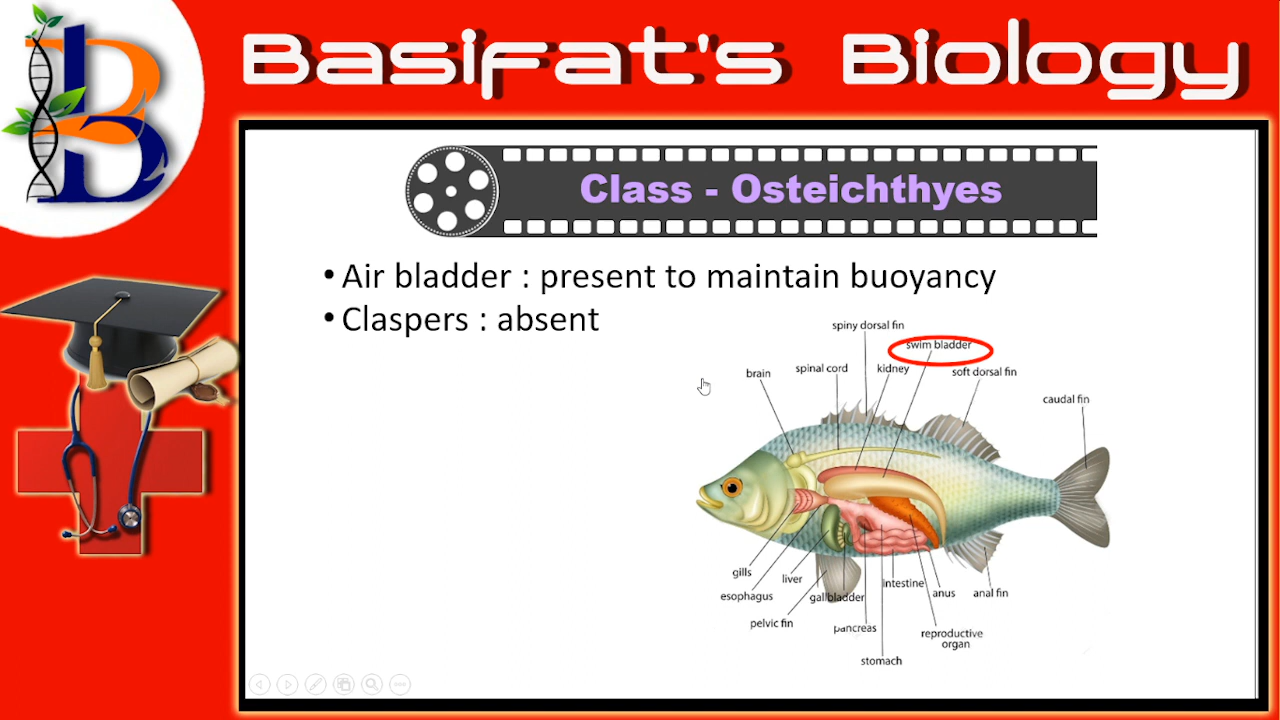 Basifat's Biology
B
Class - Osteichthyes
• Air bladder : present to maintain buoyancy
• Claspers : absent
spiny dorsal fin
swim bladder
brain
spinal cord
kidney
soft dorsal fin
caudal fin
gills
liver
intestine
esophagus
gallbladder
anus
anal fin
pelvic fin
pancreas
reproductive
organ
stomach